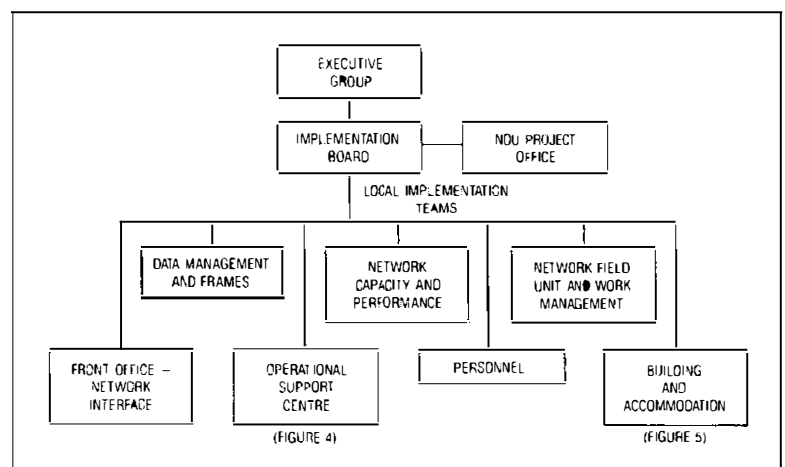 EXECUTIVE
GROUP
IMPLEMENTATION
BOARD
NOU PROJECT
OFFICE
LOCAL IMPLEMENTATION
TEAMS
DATA MANAGEMENT
AND FRAMES
NETWORK
CAPACITY AND
PERFORMANCE
NETWORK FIELD
UNIT AND WORK
MANAGEMENT
FRONT OFFICE –
NETWORK
INTERFACE
OPERATIONAL
SUPPORT
CENTRE
(FIGURE 4)
PERSONNEL
BUILDING
AND
ACCOMMODATION
(FIGURE 5)